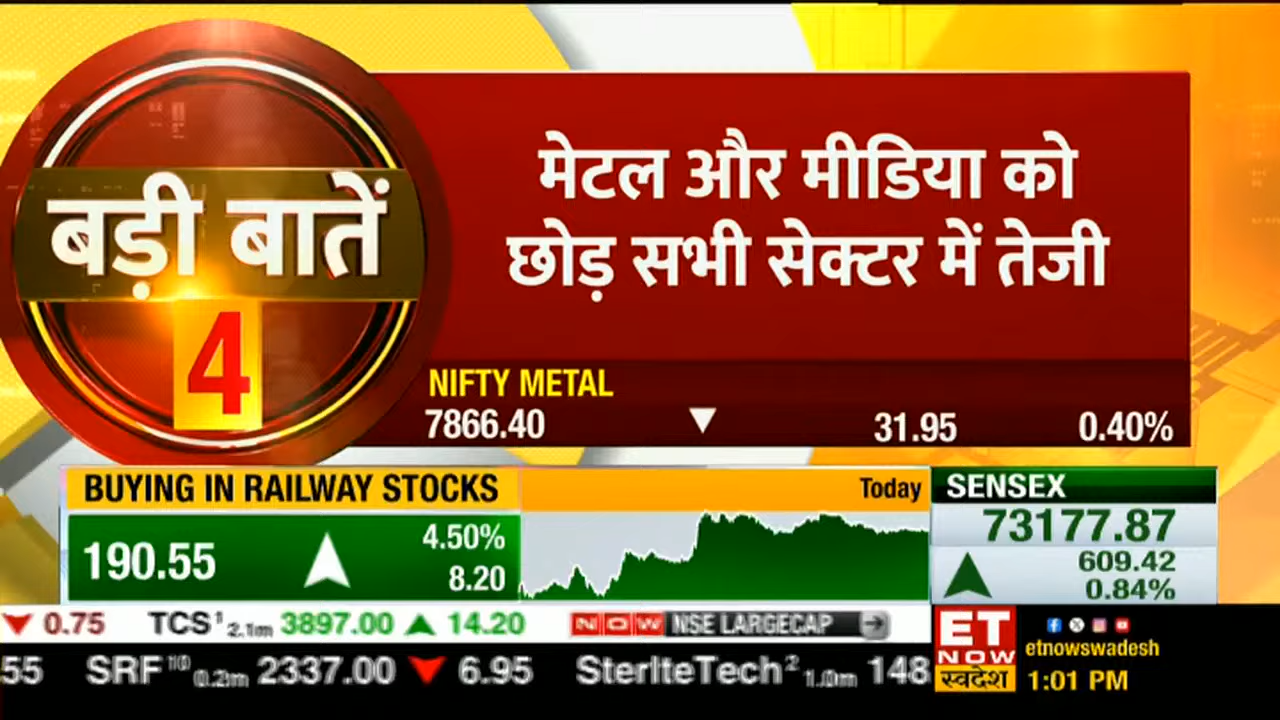 बड़ी बातें
4
मेटल और मीडिया को
छोड़ सभी सेक्टर में तेजी
NIFTY METAL
7866.40 ▼ 31.95 0.40%
BUYING IN RAILWAY STOCKS
Today
190.55
4.50%
8.20
SENSEX
73177.87
609.42
0.84%
▼ 0.75 TCS¹ 2.1m 3897.00 ▲ 14.20 NOW NSE LARGECAP
55 SRF¹⁰ 0.2m 2337.00 ▼ 6.95 SterlteTech² 1.0m 148
ET NOW स्वदेश
etnowswadesh
1:01 PM